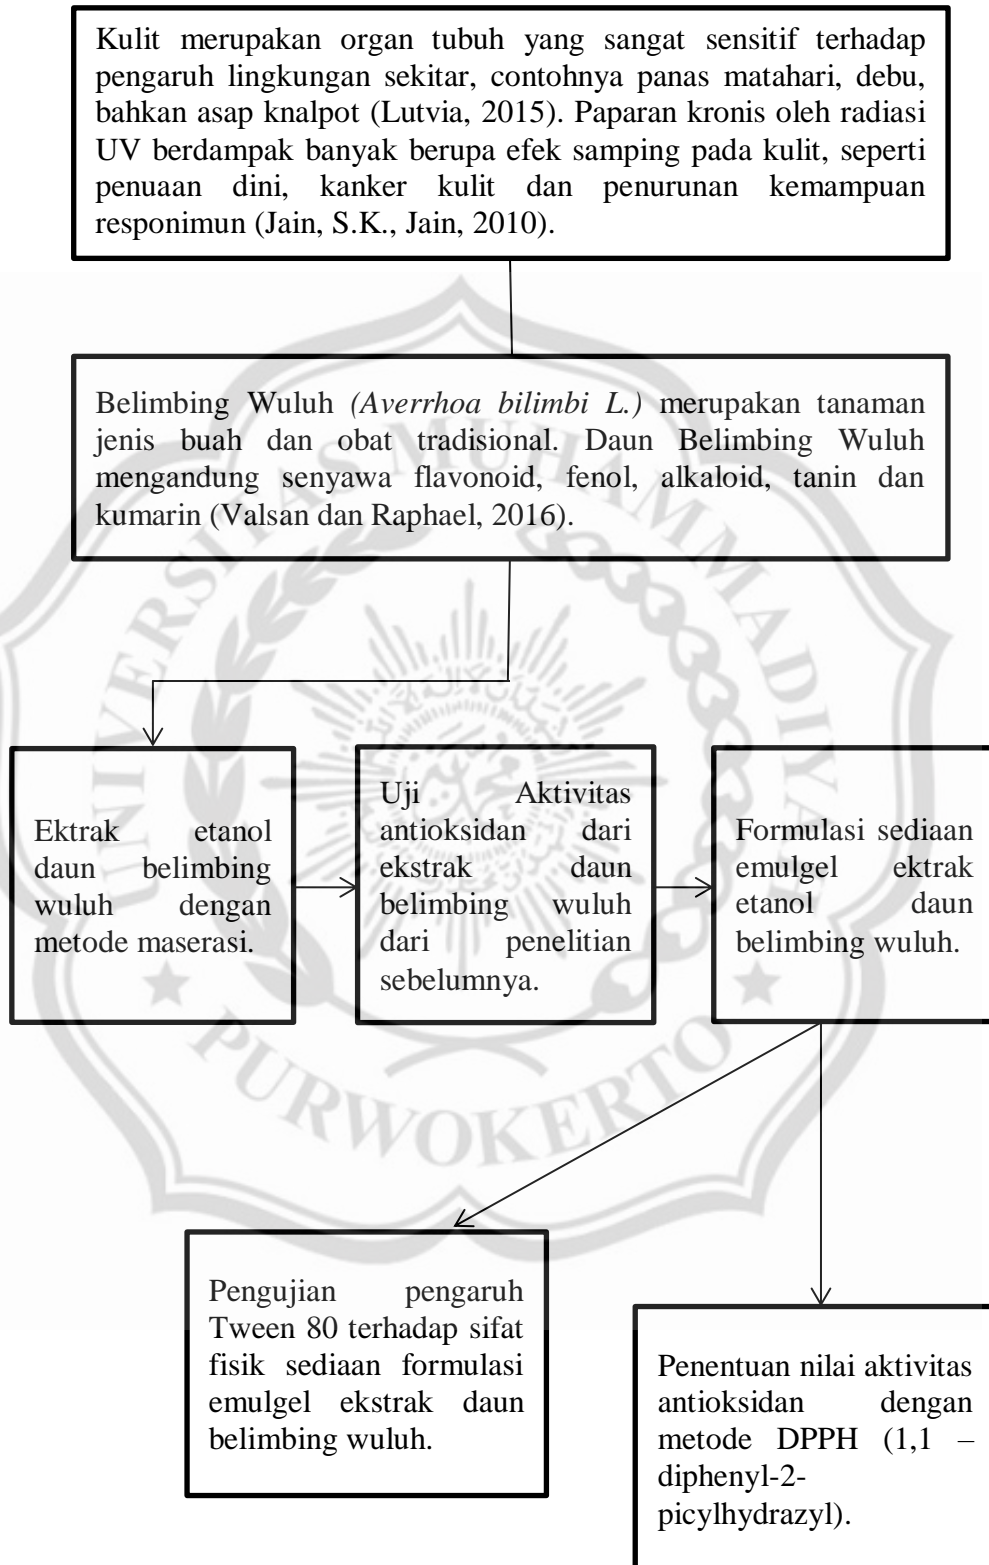 Kulit merupakan organ tubuh yang sangat sensitif terhadap
pengaruh lingkungan sekitar, contohnya panas matahari, debu,
bahkan asap knalpot (Lutvia, 2015). Paparan kronis oleh radiasi
UV berdampak banyak berupa efek samping pada kulit, seperti
penuaan dini, kanker kulit dan penurunan kemampuan
responimun (Jain, S.K., Jain, 2010).
Belimbing Wuluh (Averrhoa bilimbi L.) merupakan tanaman
jenis buah dan obat tradisional. Daun Belimbing Wuluh
mengandung senyawa flavonoid, fenol, alkaloid, tanin dan
kumarin (Valsan dan Raphael, 2016).
Ektrak etanol
daun belimbing
wuluh dengan
metode maserasi.
Uji Aktivitas
antioksidan dari
ekstrak daun
belimbing wuluh
dari penelitian
sebelumnya.
Formulasi sediaan
emulgel ektrak
etanol daun
belimbing wuluh.
Pengujian pengaruh
Tween 80 terhadap sifat
fisik sediaan formulasi
emulgel ekstrak daun
belimbing wuluh.
Penentuan nilai aktivitas
antioksidan dengan
metode DPPH (1,1 –
diphenyl-2-
picylhydrazyl).
UNIVERSITAS MUHAMMADIYAH
PURWOKERTO